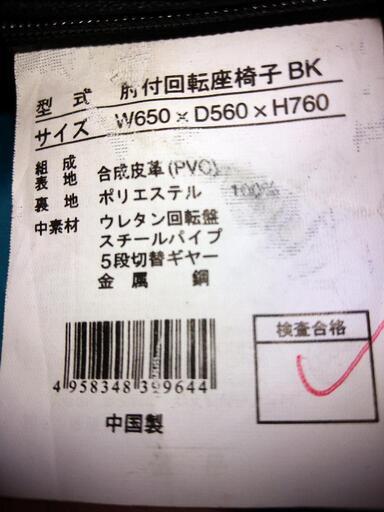 型式 肘付回転座椅子 BK
サイズ W650×D560×H760
組成
表地 合成皮革(PVC)
裏地 ポリエステル 100%
中素材 ウレタン回転盤
スチールパイプ
5段切替ギヤー
金属 鋼
検査合格
4 958348 399644
中国製